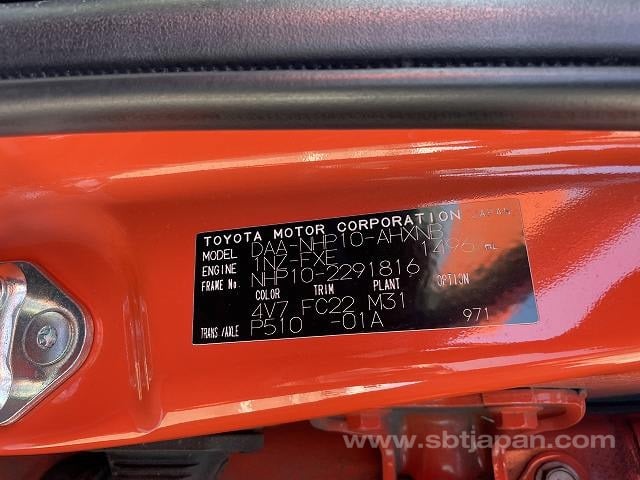 TOYOTA MOTOR CORPORATION JAPAN
MODEL DAA-NHP10-AHXNB
ENGINE 1NZ-FXE 1496 ML
FRAME No. NHP10-2291816
COLOR TRIM PLANT OPTION
4V7 FC22 M31
TRANS/AXLE P510 -01A 971
www.sbtjapan.com